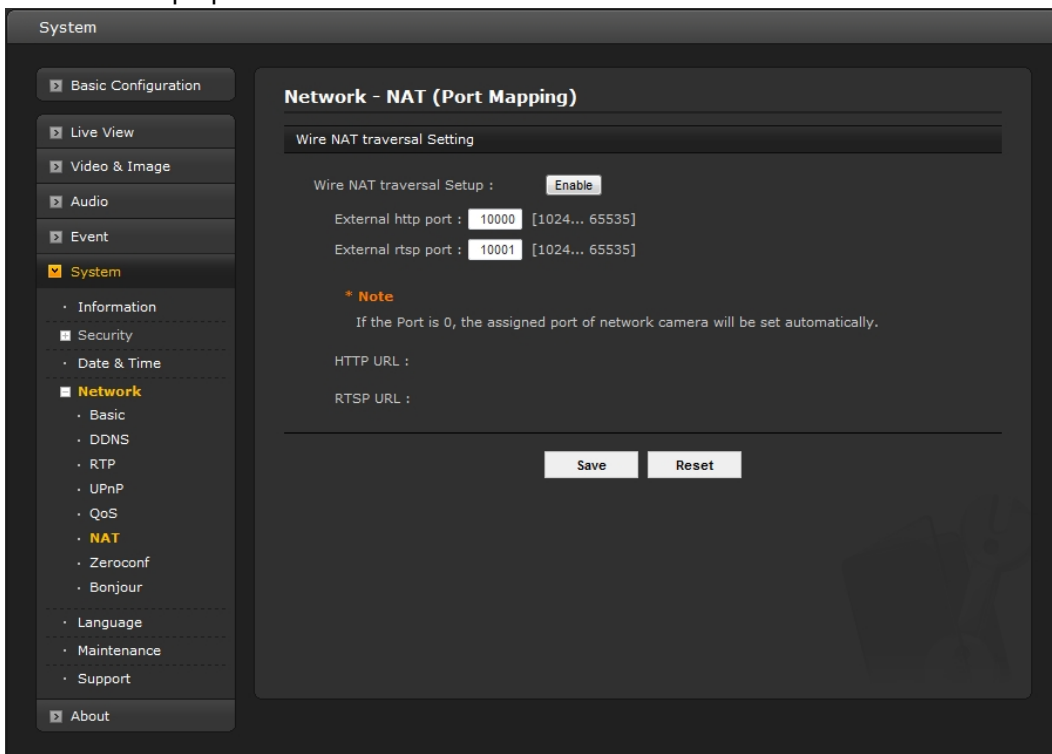 System
Basic Configuration
Live View
Video & Image
Audio
Event
System
· Information
Security
· Date & Time
Network
· Basic
· DDNS
· RTP
· UPnP
· QoS
· NAT
· Zeroconf
· Bonjour
· Language
· Maintenance
· Support
About
Network - NAT (Port Mapping)
Wire NAT traversal Setting
Wire NAT traversal Setup : Enable
External http port : 10000 [1024... 65535]
External rtsp port : 10001 [1024... 65535]
* Note
If the Port is 0, the assigned port of network camera will be set automatically.
HTTP URL :
RTSP URL :
Save Reset